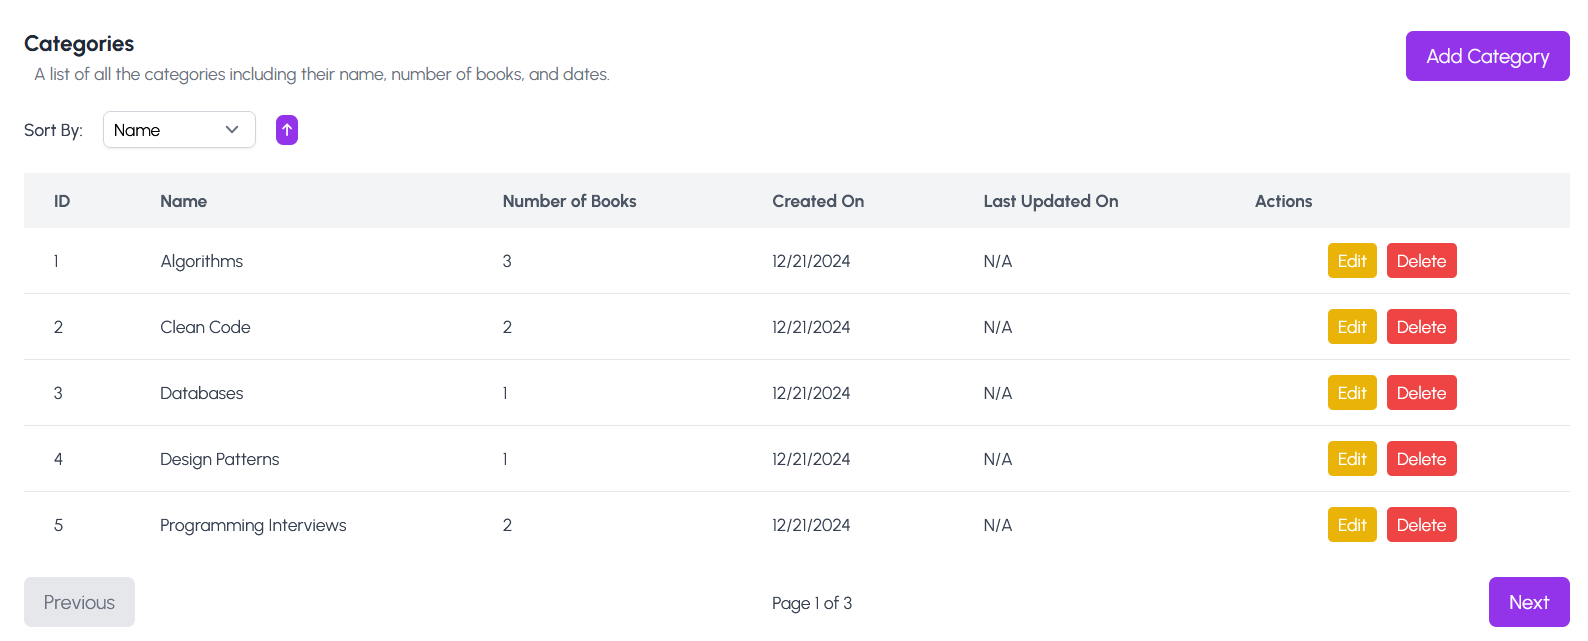 Categories
Add Category
A list of all the categories including their name, number of books, and dates.
Sort By: Name
ID Name Number of Books Created On Last Updated On Actions
1 Algorithms 3 12/21/2024 N/A Edit Delete
2 Clean Code 2 12/21/2024 N/A Edit Delete
3 Databases 1 12/21/2024 N/A Edit Delete
4 Design Patterns 1 12/21/2024 N/A Edit Delete
5 Programming Interviews 2 12/21/2024 N/A Edit Delete
Previous Page 1 of 3 Next